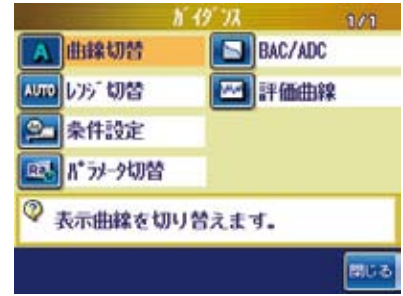 ガイダンス 1/1
A 曲線切替
BAC/ADC
AUTO レンジ切替
評価曲線
条件設定
Ra パラメータ切替
表示曲線を切り替えます。
閉じる